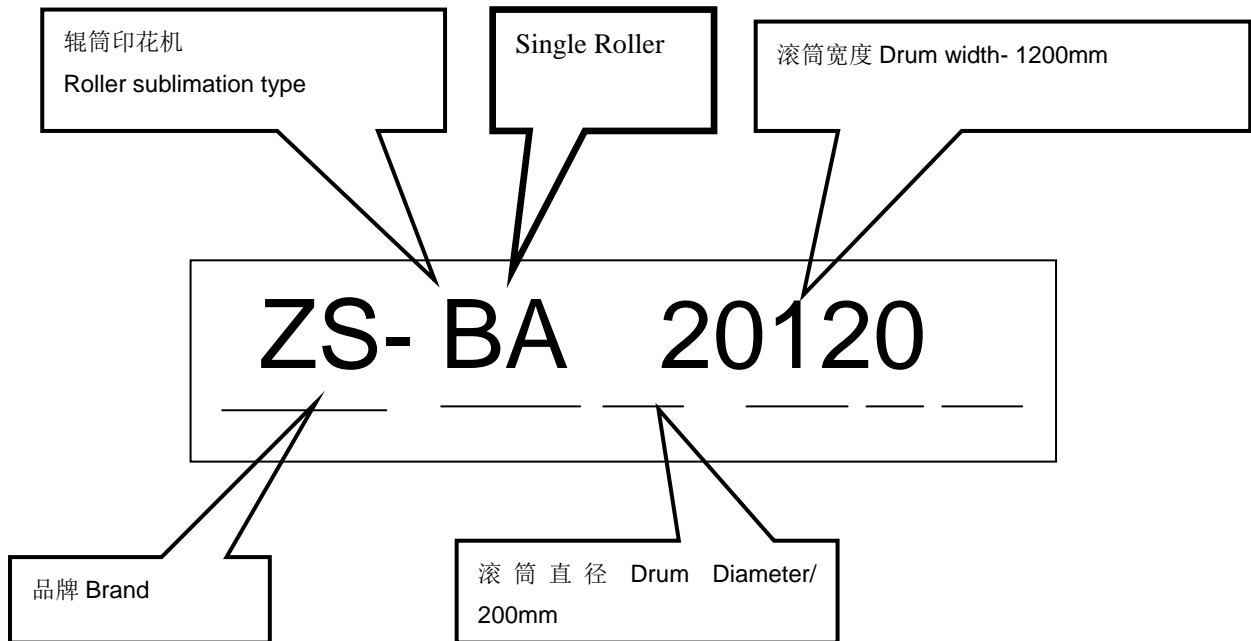 辊筒印花机
Roller sublimation type
Single Roller
滚筒宽度 Drum width- 1200mm
ZS- BA 20120
品牌 Brand
滚筒直径 Drum Diameter/
200mm